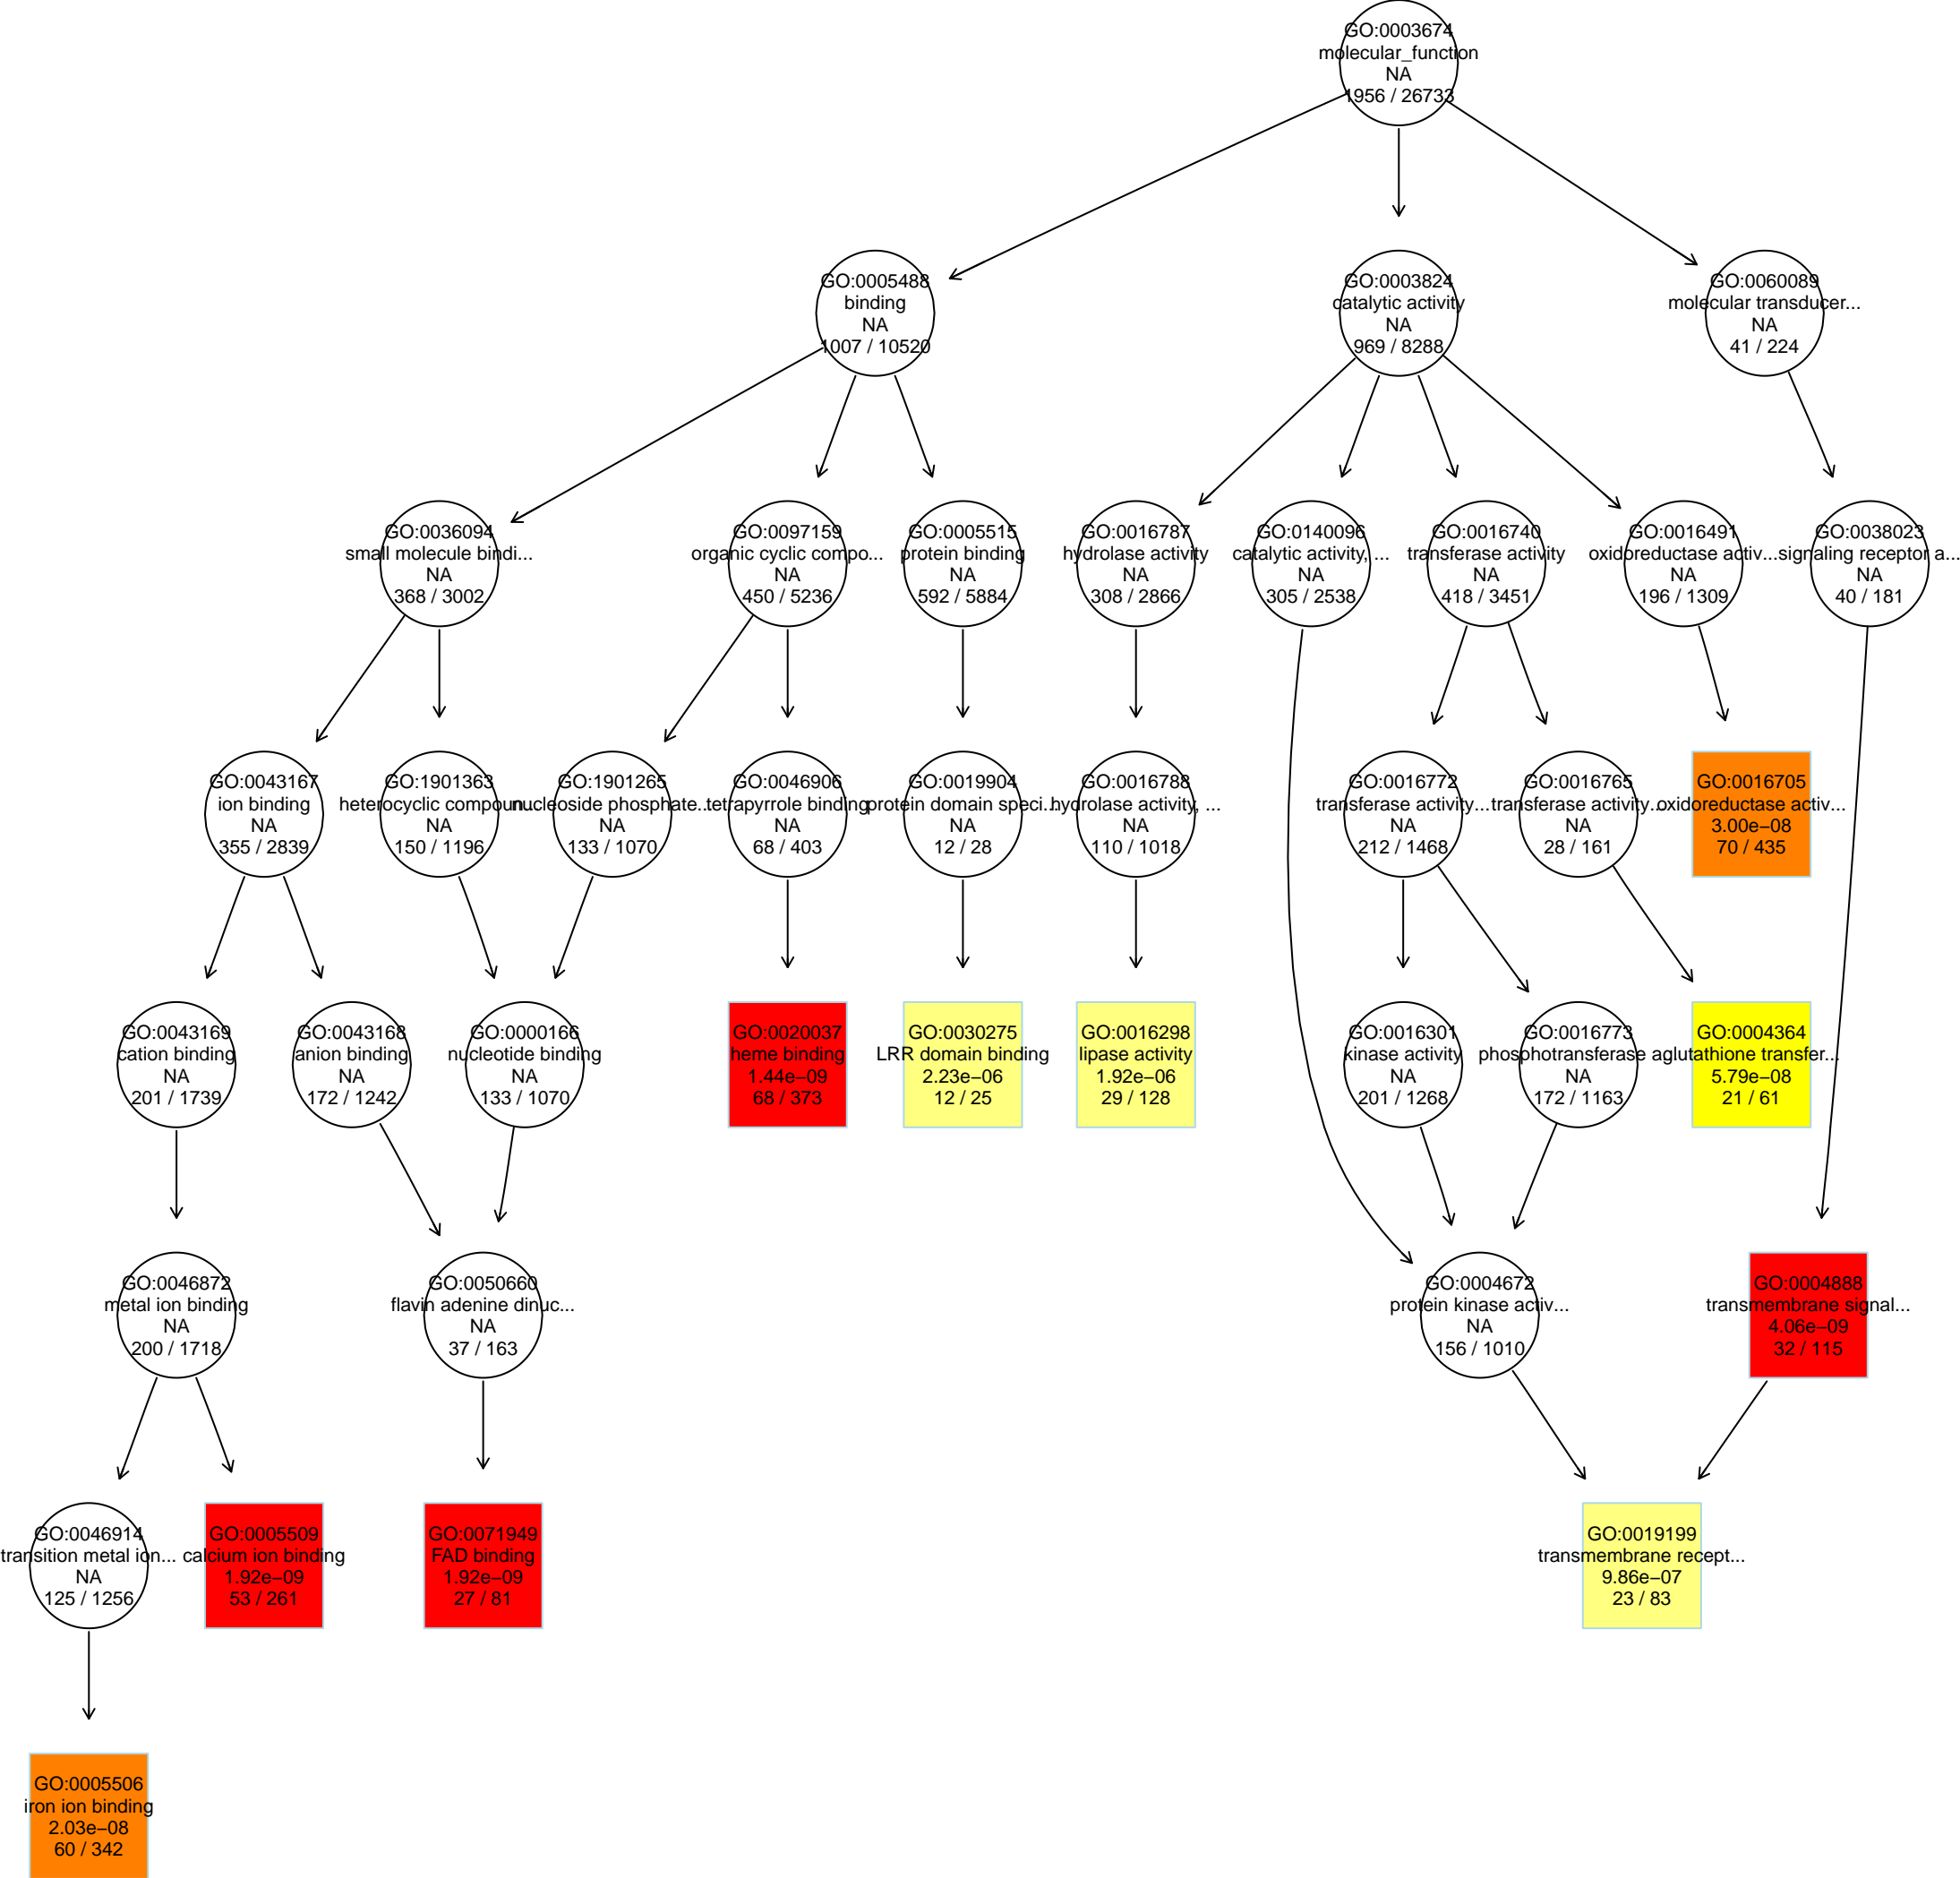 GO:0003674
molecular_function
NA
1956 / 26733
GO:0005488
binding
NA
1007 / 10520
GO:0003824
catalytic activity
NA
969 / 8288
GO:0060089
molecular transducer...
NA
41 / 224
GO:0036094
small molecule bindi...
NA
368 / 3002
GO:0097159
organic cyclic compo...
NA
450 / 5236
GO:0005515
protein binding
NA
592 / 5884
GO:0016787
hydrolase activity
NA
308 / 2866
GO:0140096
catalytic activity, ...
NA
305 / 2538
GO:0016740
transferase activity
NA
418 / 3451
GO:0016491
oxidoreductase activ...
NA
196 / 1309
GO:0038023
signaling receptor a...
NA
40 / 181
GO:0043167
ion binding
NA
355 / 2839
GO:1901363
heterocyclic compoun...
NA
150 / 1196
GO:1901265
nucleoside phosphate...
NA
133 / 1070
GO:0046906
tetrapyrrole binding
NA
68 / 403
GO:0019904
protein domain speci...
NA
12 / 28
GO:0016788
hydrolase activity, ...
NA
110 / 1018
GO:0016772
transferase activity...
NA
212 / 1468
GO:0016765
transferase activity...
NA
28 / 161
GO:0016705
oxidoreductase activ...
3.00e−08
70 / 435
GO:0043169
cation binding
NA
201 / 1739
GO:0043168
anion binding
NA
172 / 1242
GO:0000166
nucleotide binding
NA
133 / 1070
GO:0020037
heme binding
1.44e−09
68 / 373
GO:0030275
LRR domain binding
2.23e−06
12 / 25
GO:0016298
lipase activity
1.92e−06
29 / 128
GO:0016301
kinase activity
NA
201 / 1268
GO:0016773
phosphotransferase a
NA
172 / 1163
GO:0004364
glutathione transfer...
5.79e−08
21 / 61
GO:0046872
metal ion binding
NA
200 / 1718
GO:0050660
flavin adenine dinuc...
NA
37 / 163
GO:0004672
protein kinase activ...
NA
156 / 1010
GO:0004888
transmembrane signal...
4.06e−09
32 / 115
GO:0046914
transition metal ion...
NA
125 / 1256
GO:0005509
calcium ion binding
1.92e−09
53 / 261
GO:0071949
FAD binding
1.92e−09
27 / 81
GO:0019199
transmembrane recept...
9.86e−07
23 / 83
GO:0005506
iron ion binding
2.03e−08
60 / 342